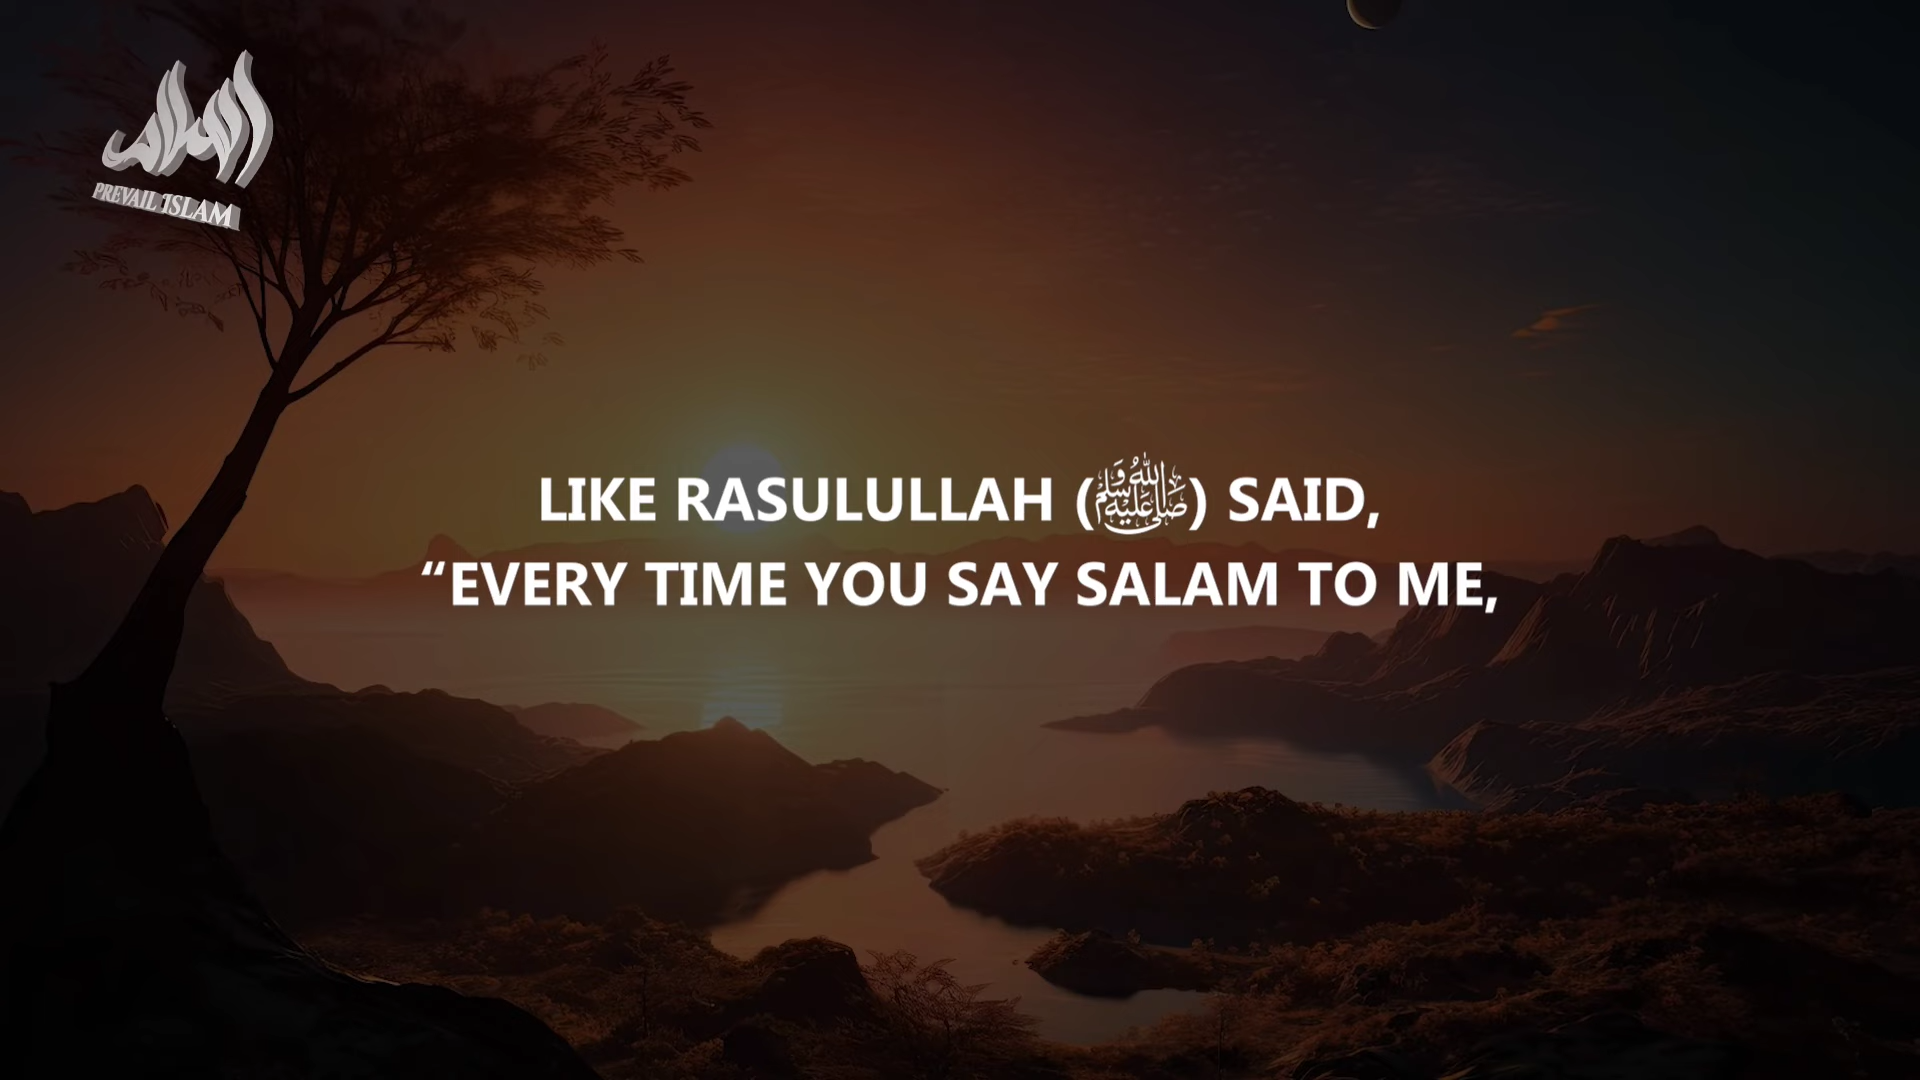 PREVAIL ISLAM
LIKE RASULULLAH (ﷺ) SAID,
“EVERY TIME YOU SAY SALAM TO ME,